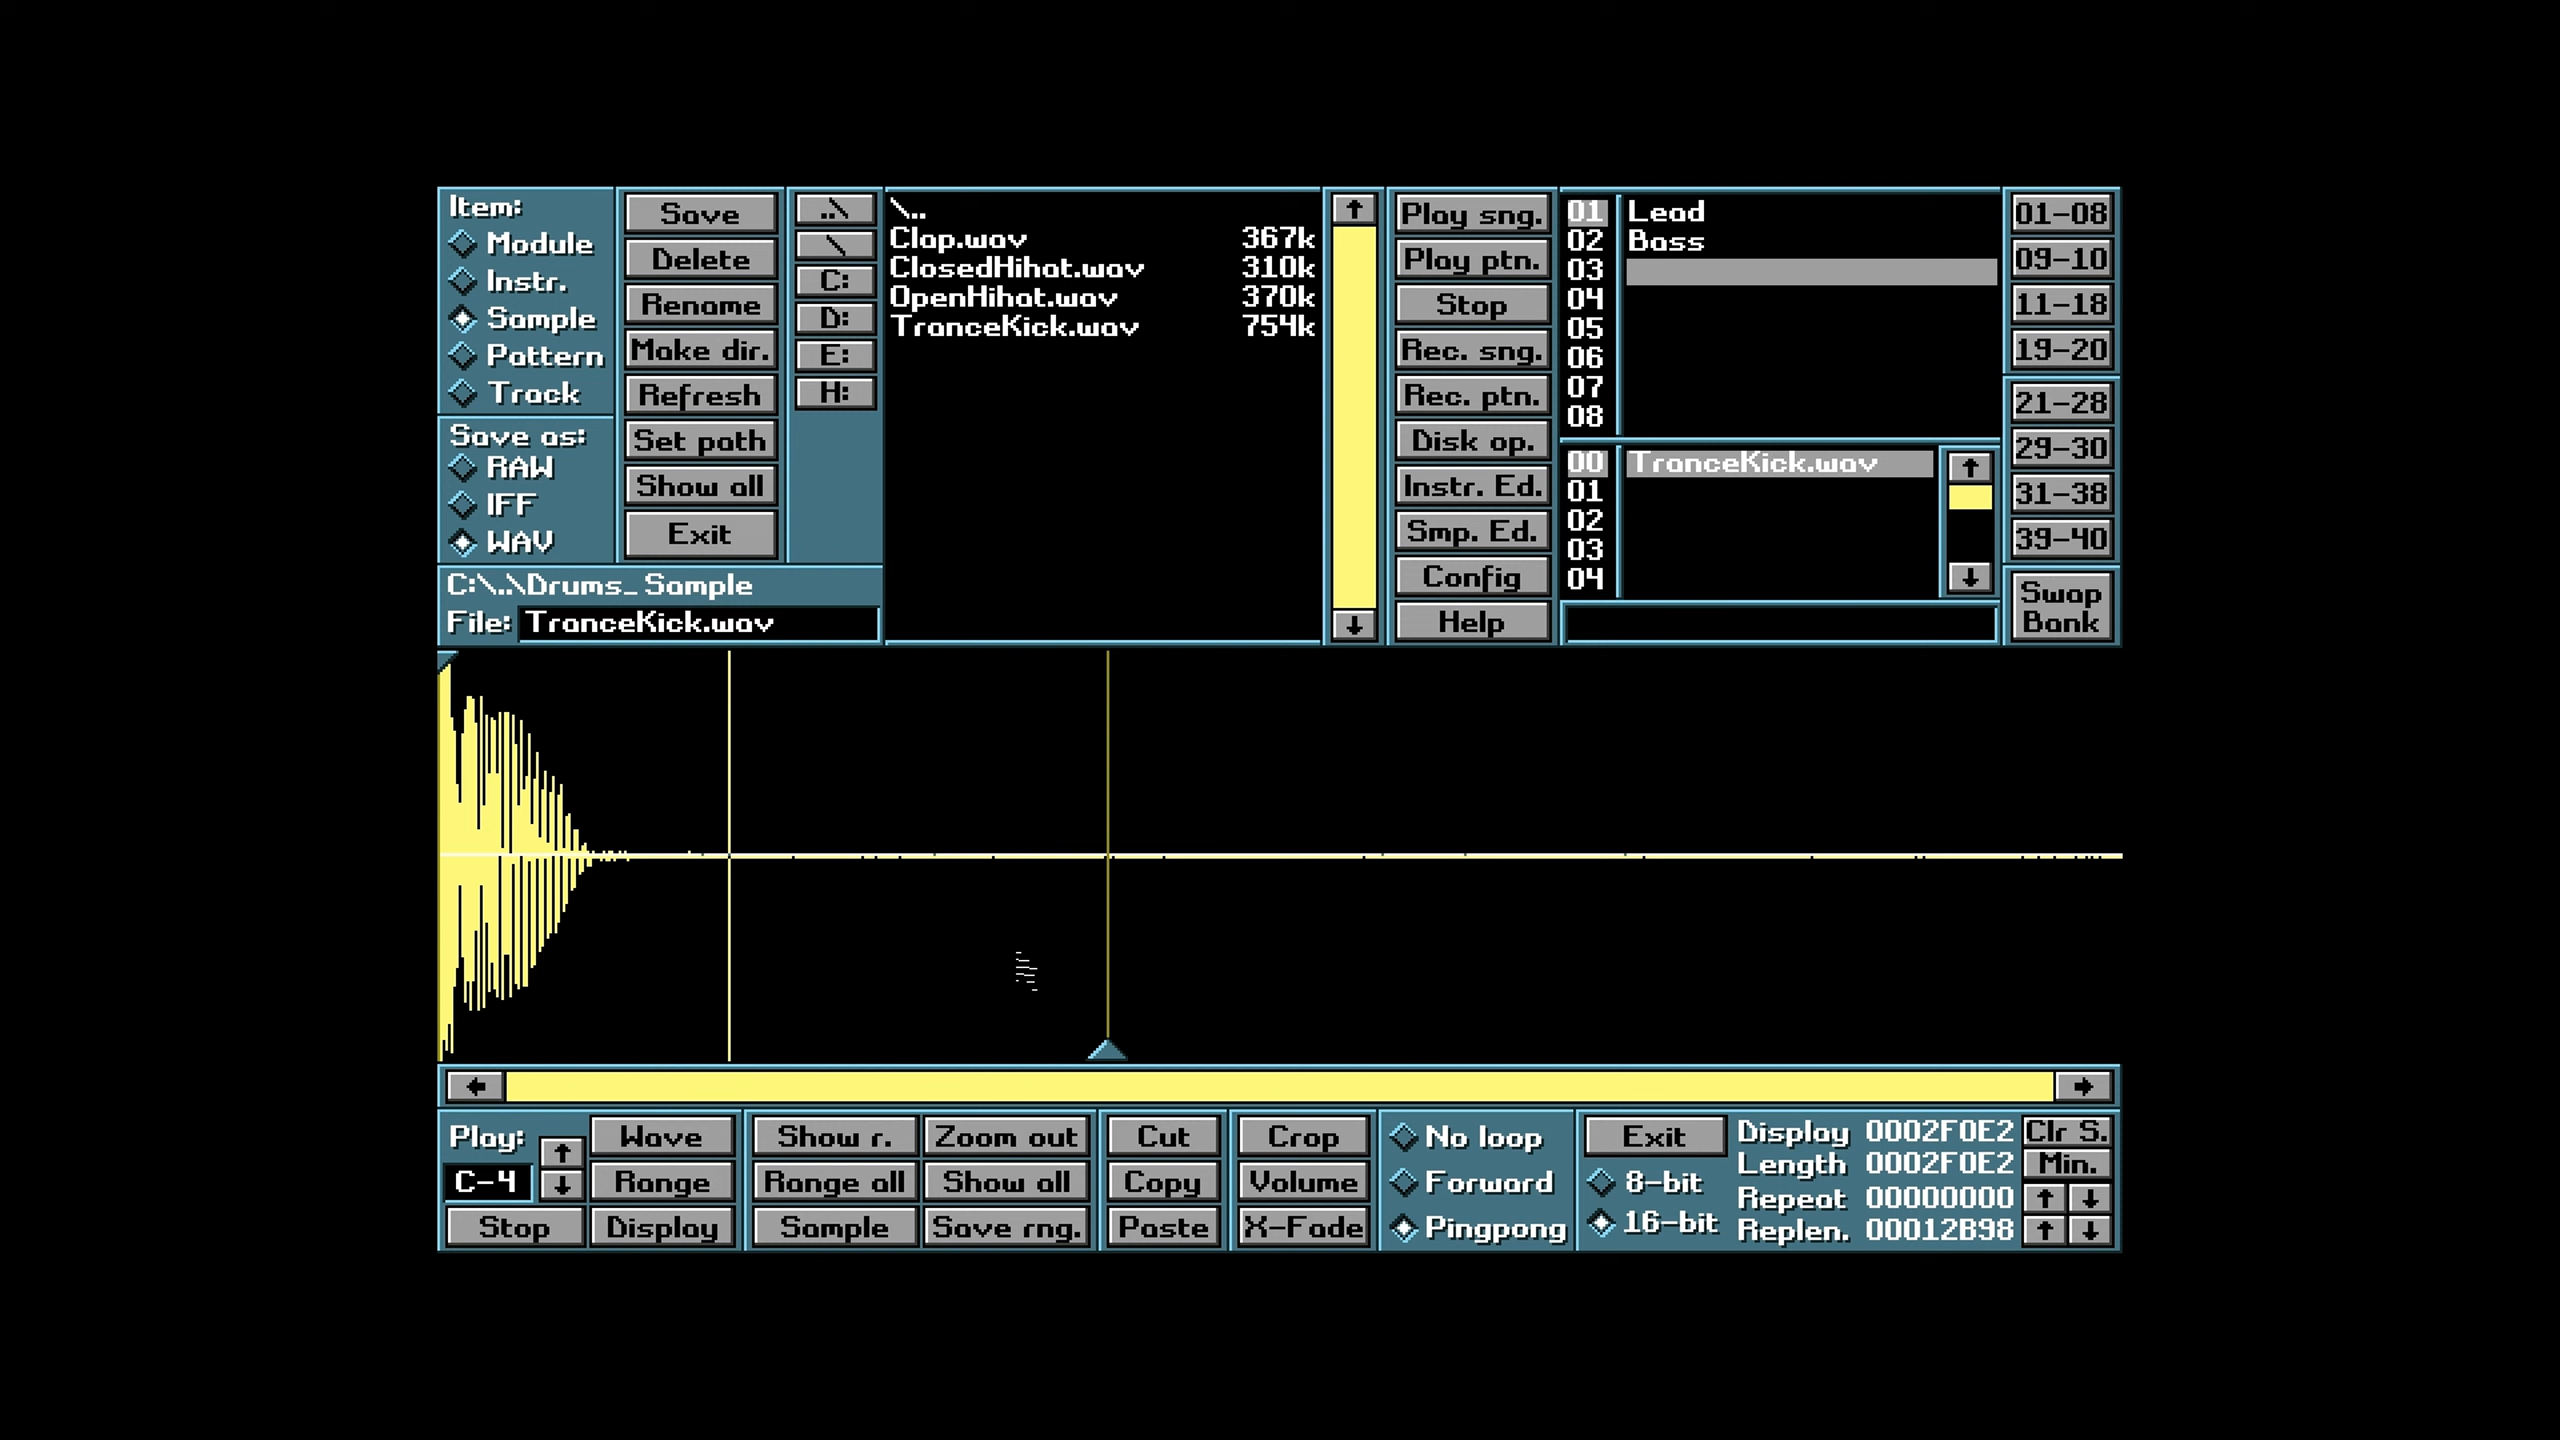 Item:
Module
Instr.
Sample
Pattern
Track
Save as:
RAW
IFF
WAV
C:\..\Drums_Sample
File: TranceKick.wav
Save
Delete
Rename
Make dir.
Refresh
Set path
Show all
Exit
..\
\
C:
D:
E:
H:
\..
Clap.wav 367k
ClosedHihat.wav 310k
OpenHihat.wav 370k
TranceKick.wav 754k
Play sng.
Play ptn.
Stop
Rec. sng.
Rec. ptn.
Disk op.
Instr. Ed.
Smp. Ed.
Config
Help
01 Lead
02 Bass
03
04
05
06
07
08
00 TranceKick.wav
01
02
03
04
01-08
09-10
11-18
19-20
21-28
29-30
31-38
39-40
Swap
Bank
Play:
C-4
Stop
Wave
Range
Display
Show r.
Range all
Sample
Zoom out
Show all
Save rng.
Cut
Copy
Paste
Crop
Volume
X-Fade
No loop
Forward
Pingpong
Exit
8-bit
16-bit
Display 0002F0E2
Length 0002F0E2
Repeat 00000000
Replen. 00012B98
Clr S.
Min.